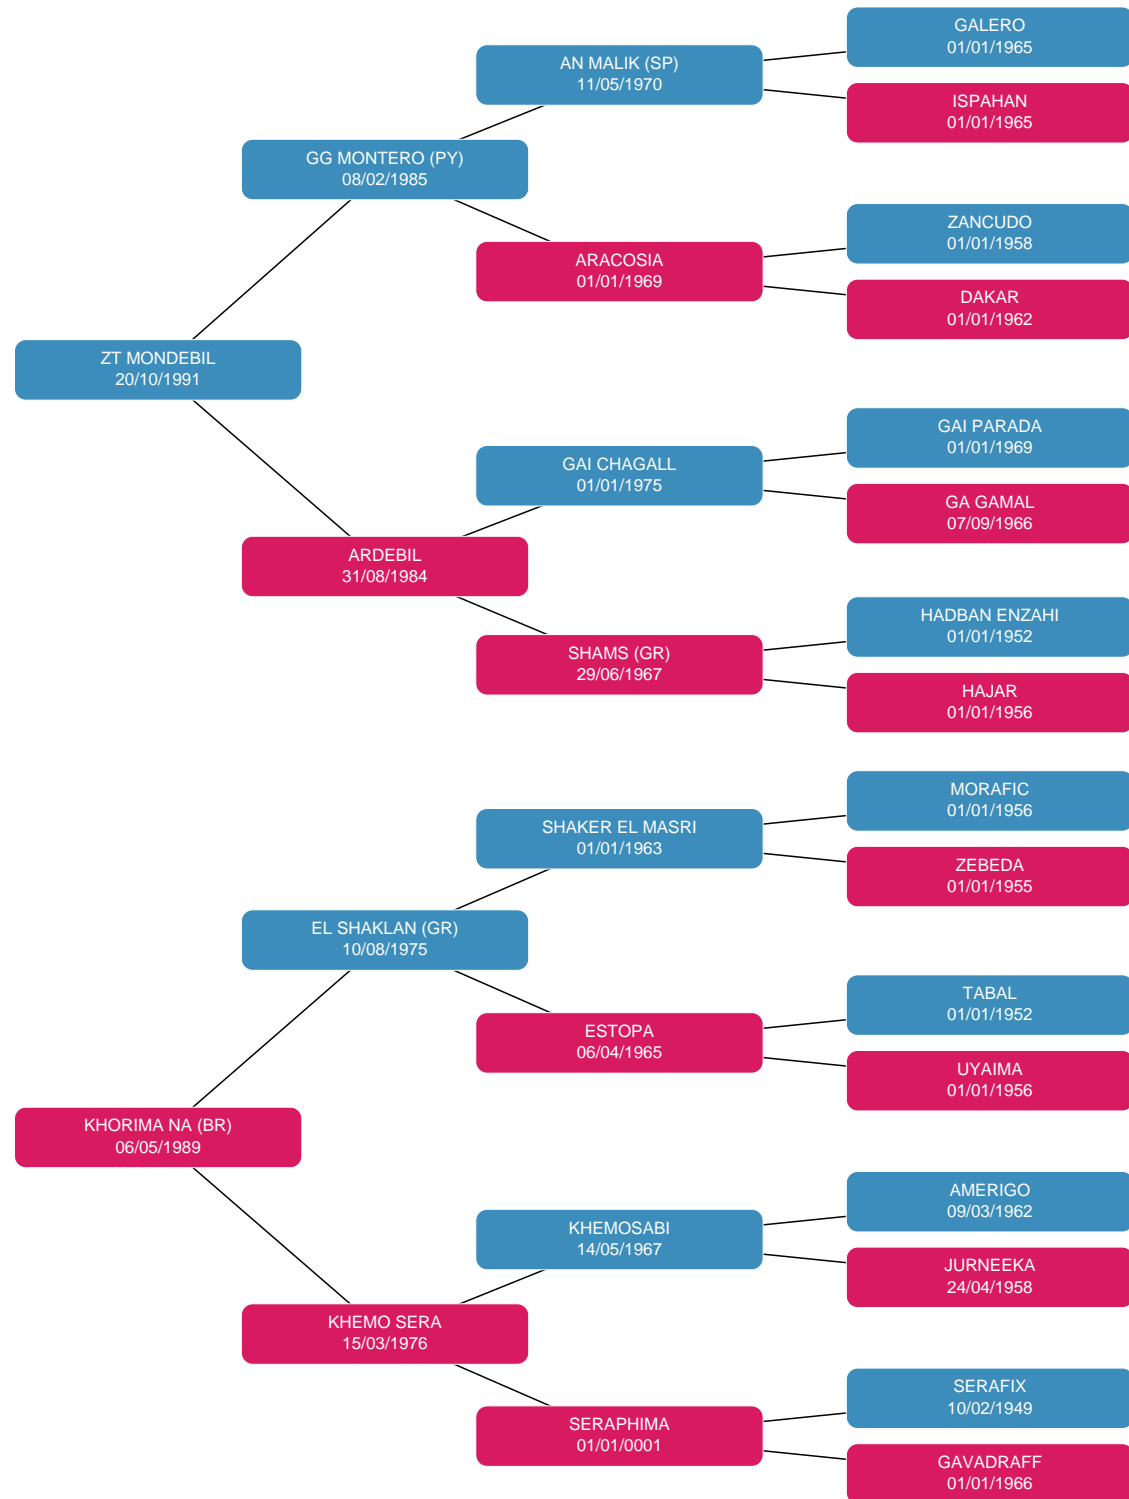 GALERO
01/01/1965
AN MALIK (SP)
11/05/1970
ISPAHAN
01/01/1965
GG MONTERO (PY)
08/02/1985
ZANCUDO
01/01/1958
ARACOSIA
01/01/1969
DAKAR
01/01/1962
ZT MONDEBIL
20/10/1991
GAI PARADA
01/01/1969
GAI CHAGALL
01/01/1975
GA GAMAL
07/09/1966
ARDEBIL
31/08/1984
HADBAN ENZAHI
01/01/1952
SHAMS (GR)
29/06/1967
HAJAR
01/01/1956
MORAFIC
01/01/1956
SHAKER EL MASRI
01/01/1963
ZEBEDA
01/01/1955
EL SHAKLAN (GR)
10/08/1975
TABAL
01/01/1952
ESTOPA
06/04/1965
UYAIMA
01/01/1956
KHORIMA NA (BR)
06/05/1989
AMERIGO
09/03/1962
KHEMOSABI
14/05/1967
JURNEEKA
24/04/1958
KHEMO SERA
15/03/1976
SERAFIX
10/02/1949
SERAPHIMA
01/01/0001
GAVADRAFF
01/01/1966